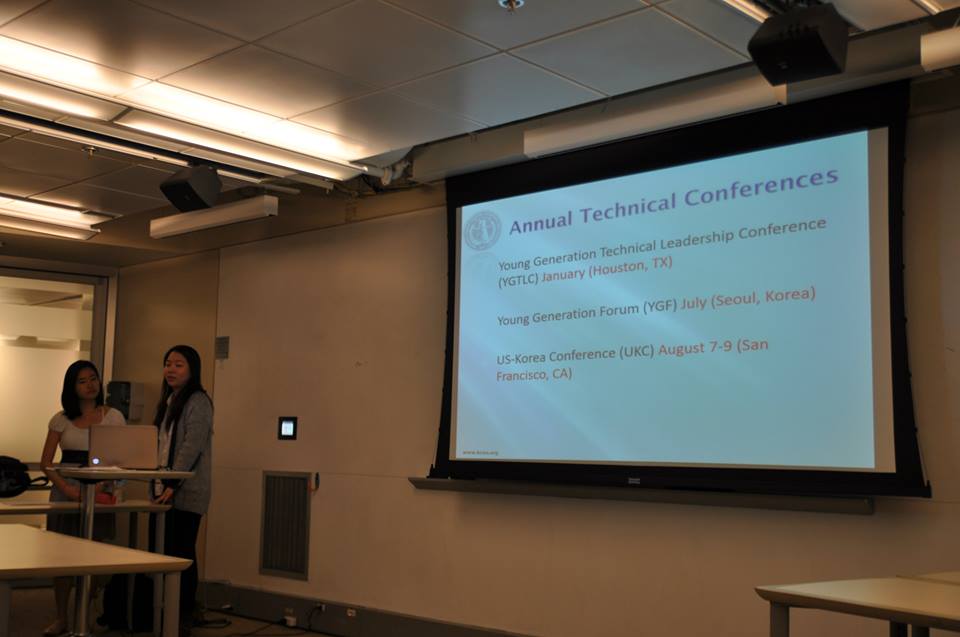 Annual Technical Conferences
Young Generation Technical Leadership Conference
(YGTLC) January (Houston, TX)
Young Generation Forum (YGF) July (Seoul, Korea)
US-Korea Conference (UKC) August 7-9 (San
Francisco, CA)